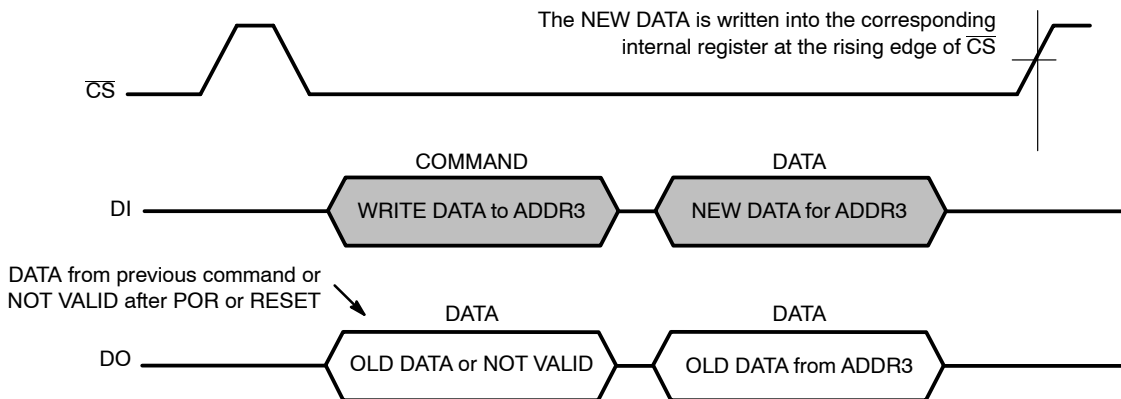 The NEW DATA is written into the corresponding
internal register at the rising edge of C̅S̅
C̅S̅
COMMAND
DATA
DI
WRITE DATA to ADDR3
NEW DATA for ADDR3
DATA from previous command or
NOT VALID after POR or RESET
DATA
DATA
DO
OLD DATA or NOT VALID
OLD DATA from ADDR3